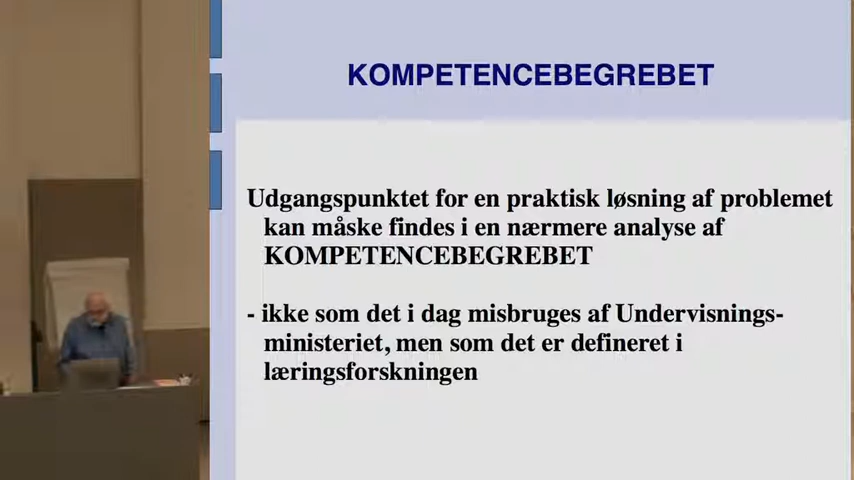 KOMPETENCEBEGREBET
Udgangspunktet for en praktisk løsning af problemet
kan måske findes i en nærmere analyse af
KOMPETENCEBEGREBET
- ikke som det i dag misbruges af Undervisnings-
ministeriet, men som det er defineret i
læringsforskningen